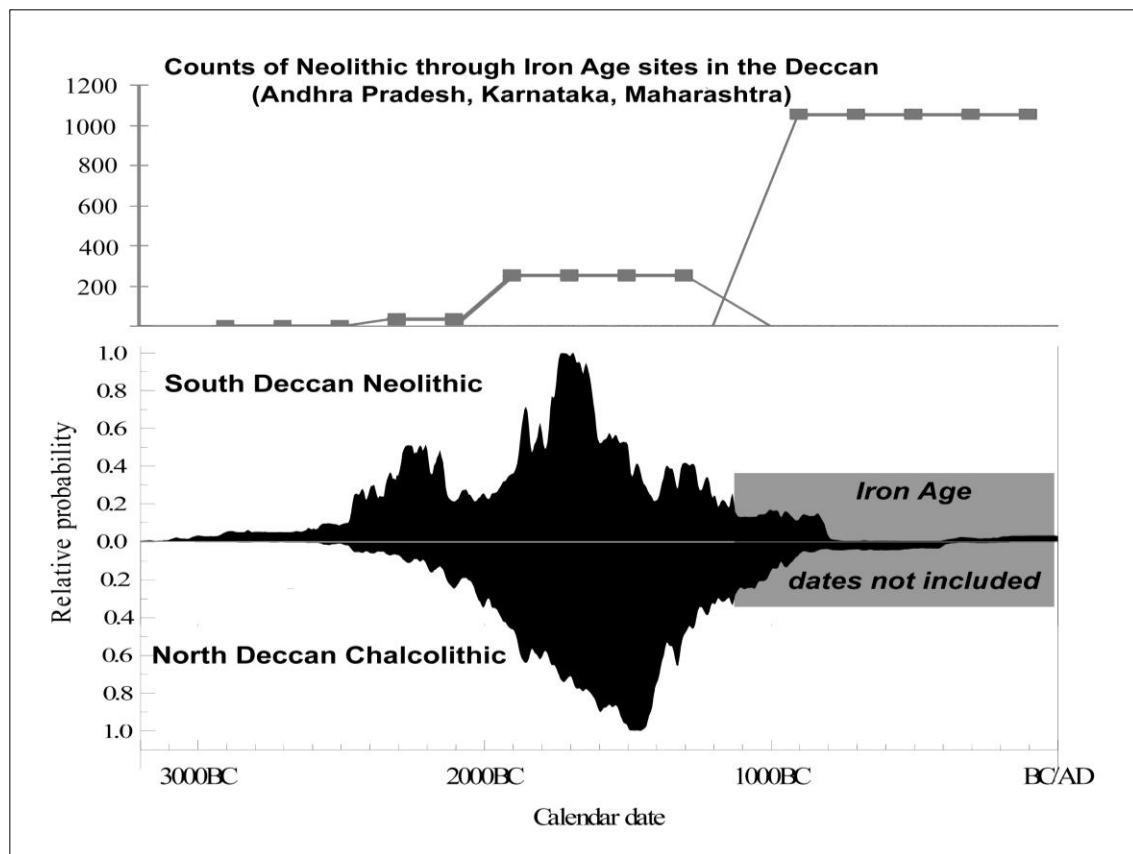 Counts of Neolithic through Iron Age sites in the Deccan
(Andhra Pradesh, Karnataka, Maharashtra)
1200
1000
800
600
400
200
1.0
South Deccan Neolithic
0.8
0.6
0.4
0.2
0.0
Iron Age
Relative probability
dates not included
0.2
0.4
0.6
North Deccan Chalcolithic
0.8
1.0
3000BC
2000BC
1000BC
BC/AD
Calendar date